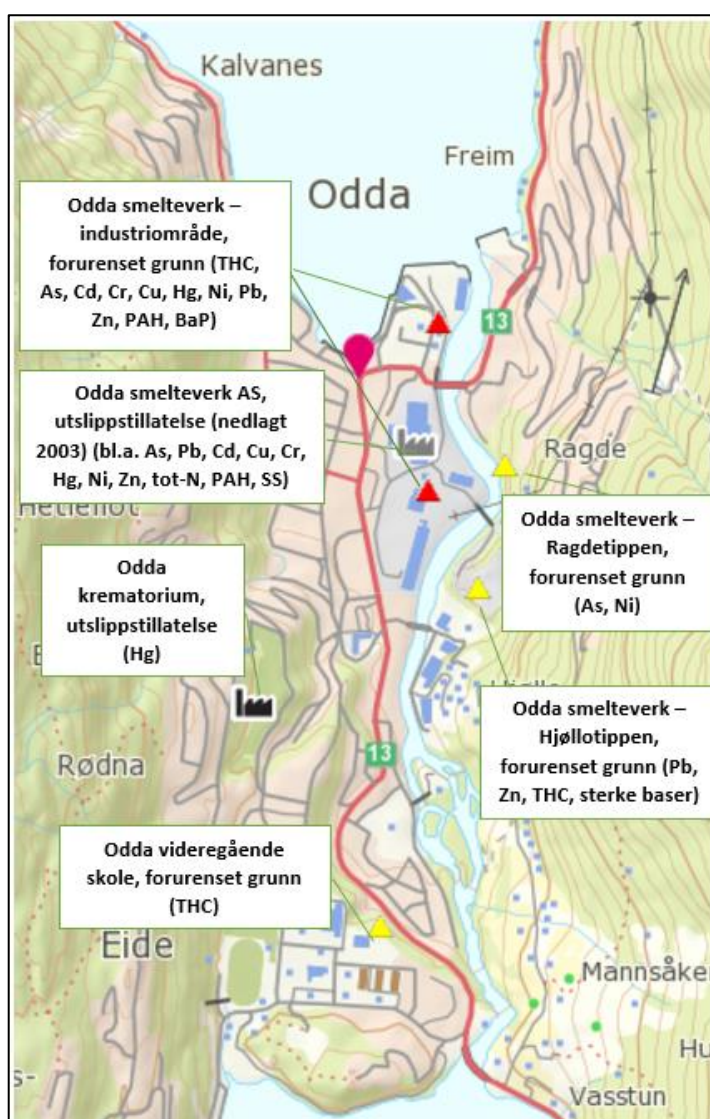 Kalvanes
Freim
Odda
Odda smelteverk –
industriområde,
forurenset grunn (THC,
As, Cd, Cr, Cu, Hg, Ni, Pb,
Zn, PAH, BaP)
13
Odda smelteverk AS,
utslippstillatelse (nedlagt
2003) (bl.a. As, Pb, Cd, Cu, Cr,
Hg, Ni, Zn, tot-N, PAH, SS)
Ragde
Odda smelteverk –
Ragdetippen,
forurenset grunn
(As, Ni)
Odda
krematorium,
utslippstillatelse
(Hg)
Odda smelteverk –
Hjøllotippen,
forurenset grunn (Pb,
Zn, THC, sterke baser)
Rødna
13
Odda videregående
skole, forurenset grunn
(THC)
Eide
Mannsåker
Hu
s-
Vasstun